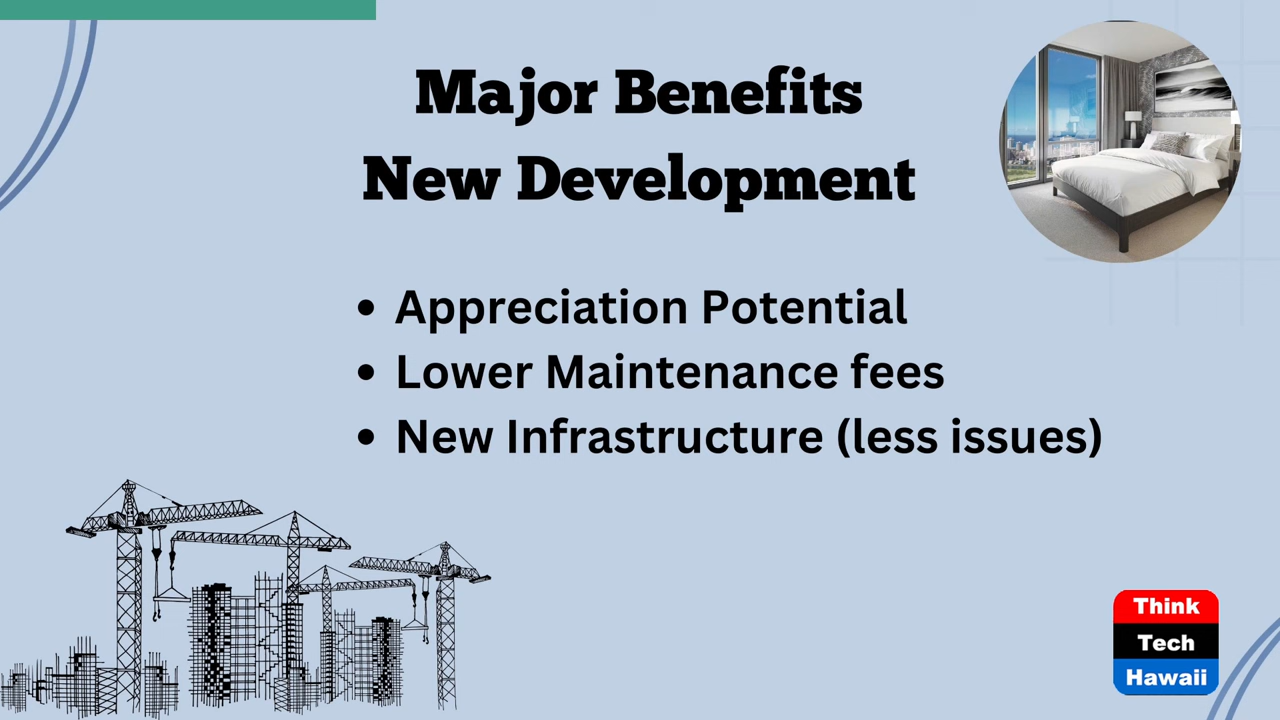 Major Benefits
New Development
• Appreciation Potential
• Lower Maintenance fees
• New Infrastructure (less issues)
Think
Tech
Hawaii